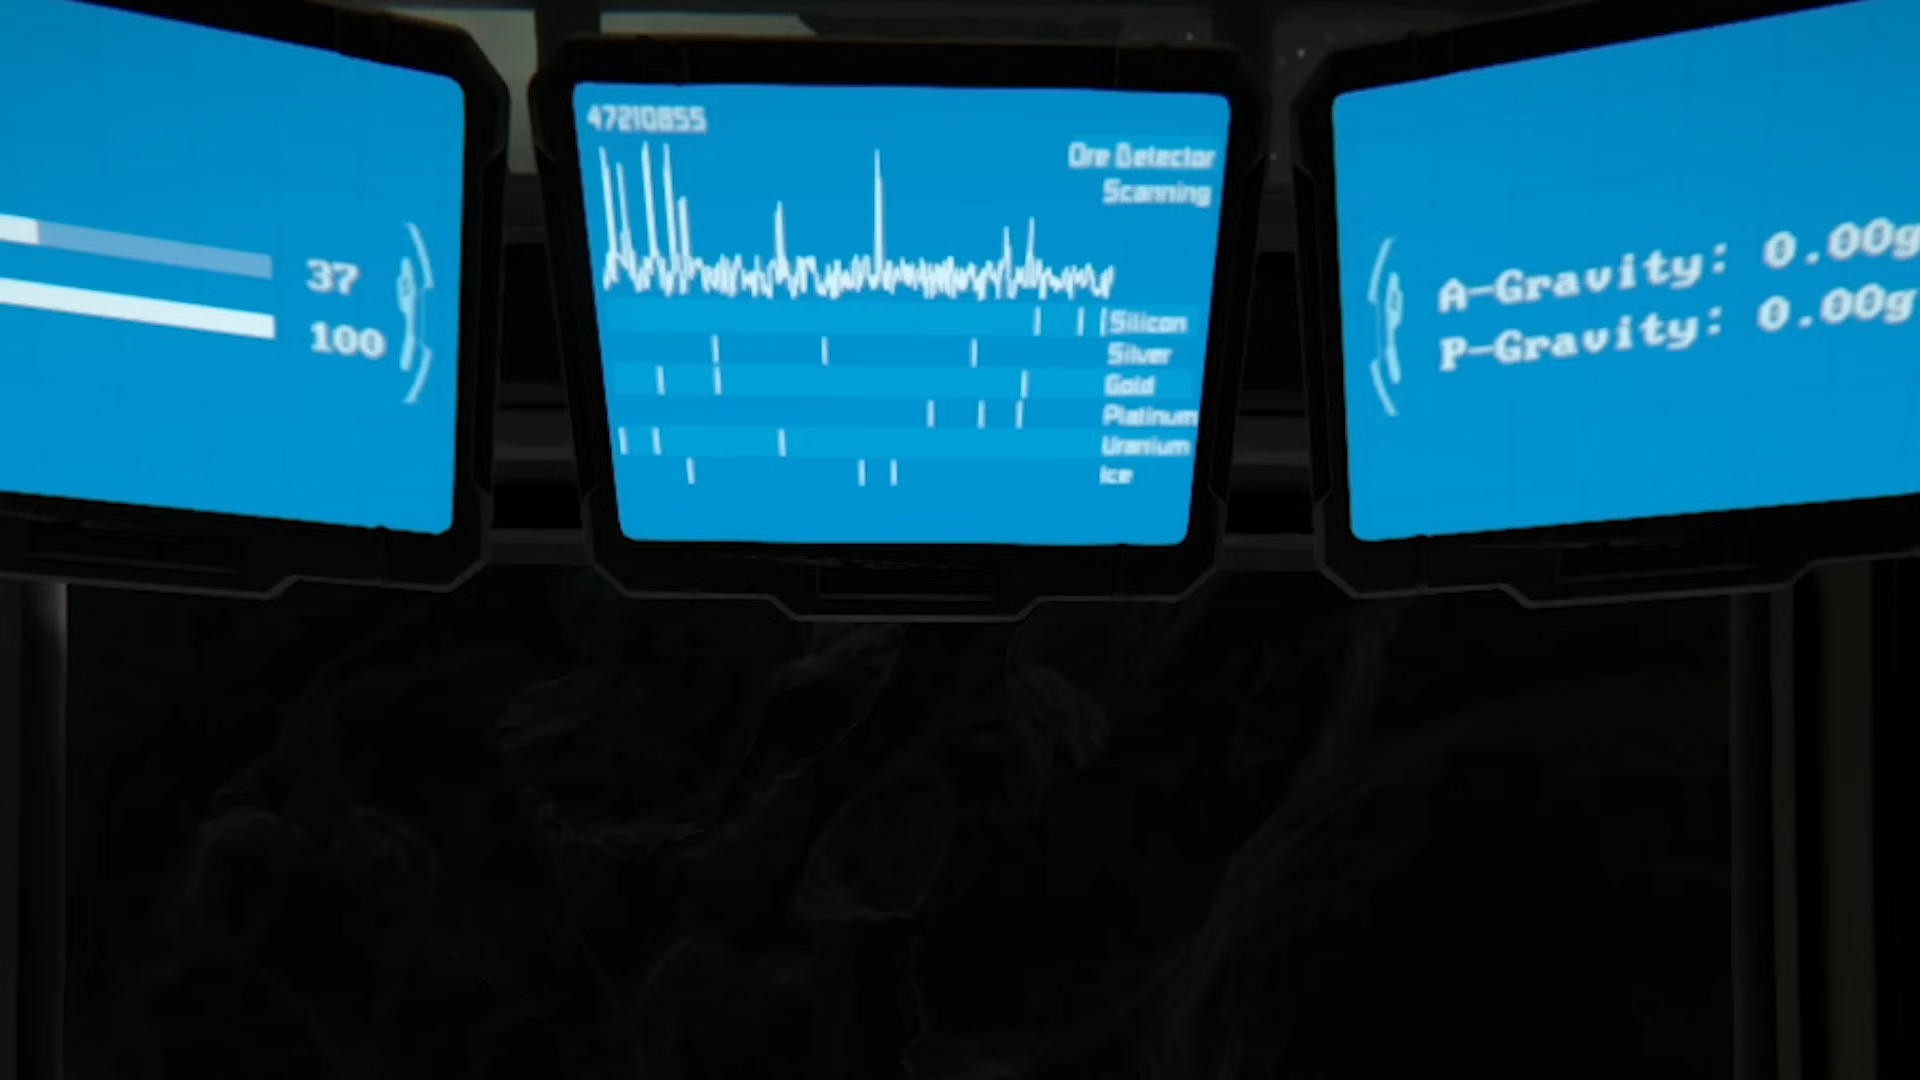 37
100
47210855
Ore Detector
Scanning
Silicon
Silver
Gold
Platinum
Uranium
Ice
A-Gravity: 0.00g
P-Gravity: 0.00g